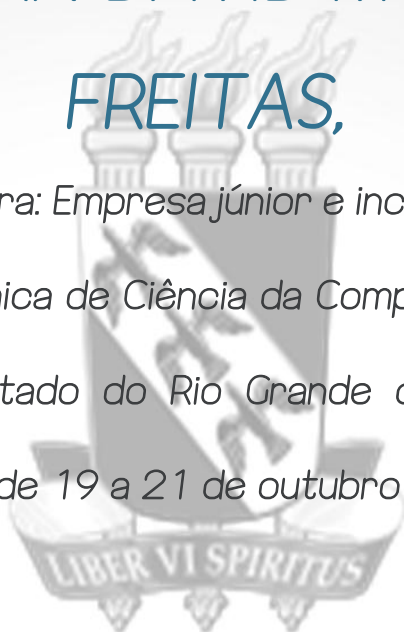 FREITAS,
ra: Empresa júnior e inc
nica de Ciência da Comp
tado do Rio Grande d
de 19 a 21 de outubro
LIBER VI SPIRITUS